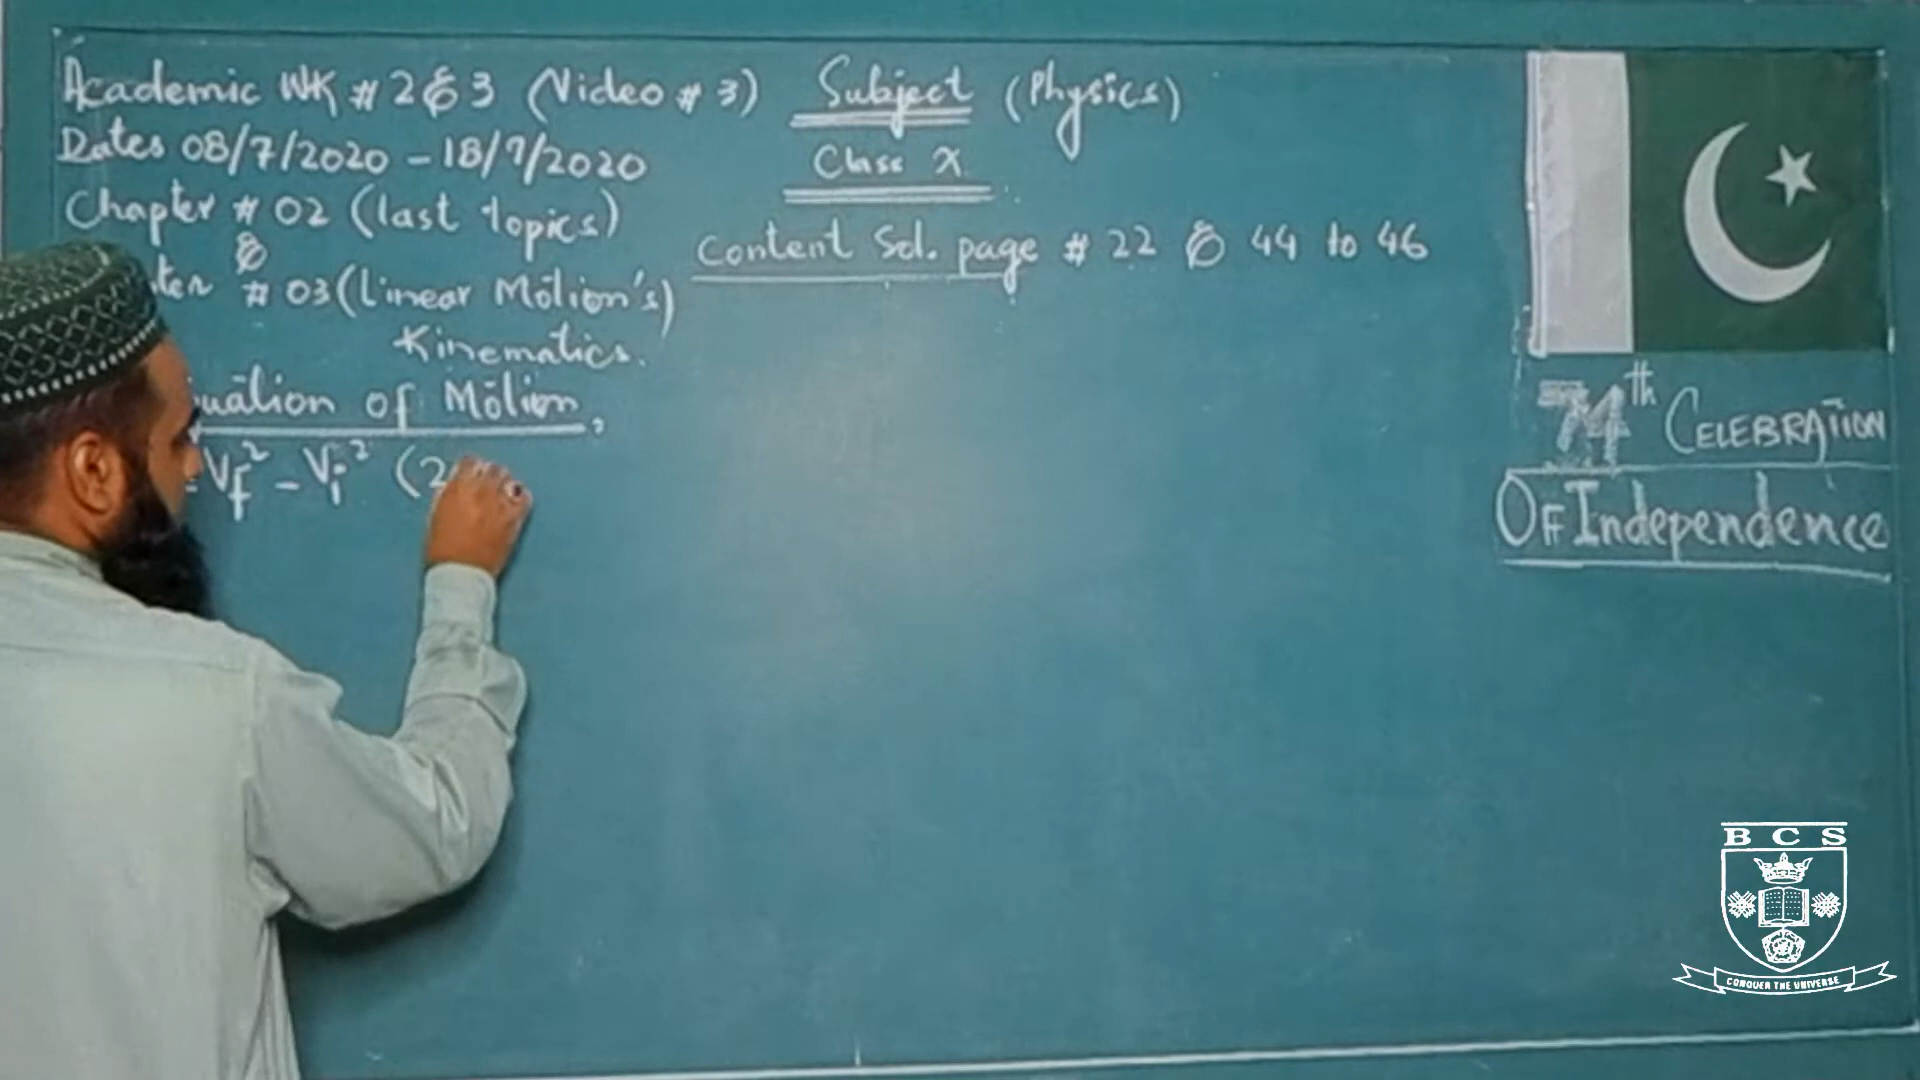 Academic WK # 2 & 3 (Video # 3)
Subject (Physics)
Dates 08/7/2020 - 18/7/2020
Class X
Chapter # 02 (last topics)
&
Content Sel. page # 22 & 44 to 46
ter # 03 (Linear Motion's)
Kinematics.
uation of Motion,
= Vf² - Vi² (2
74th CELEBRATION
OF Independence
BCS
CONQUER THE UNIVERSE